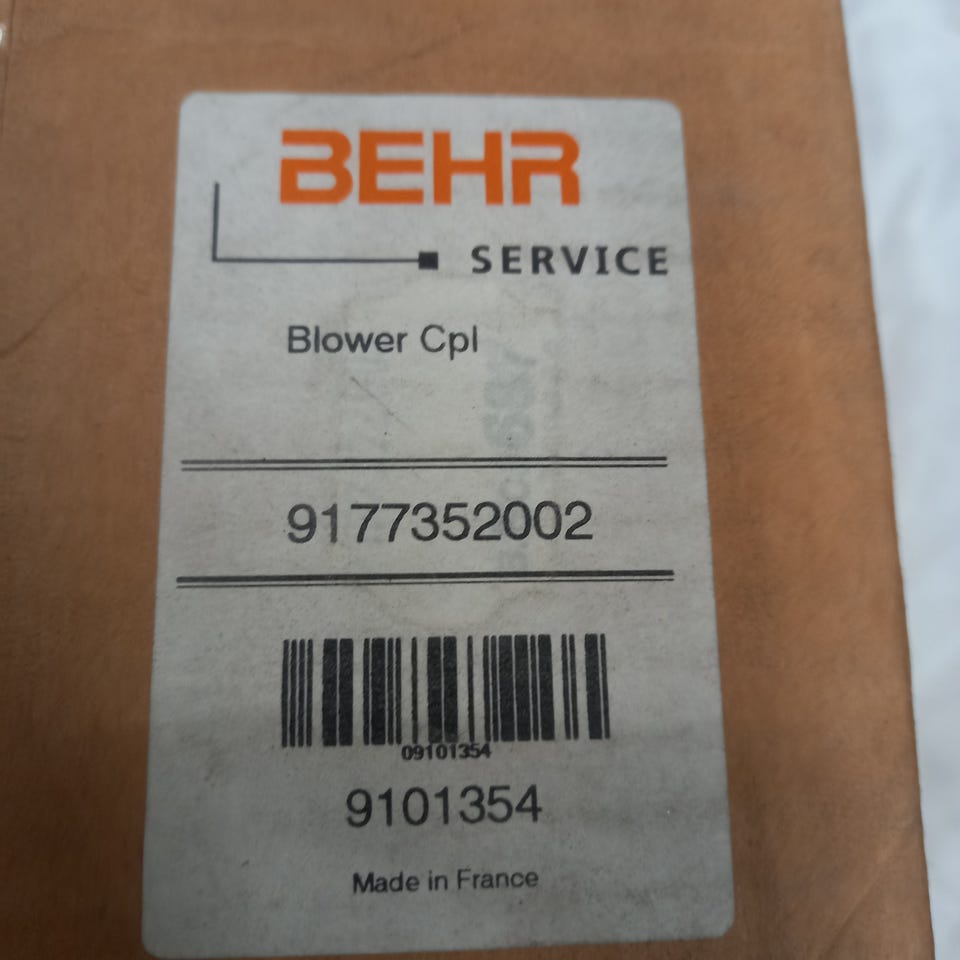 BEHR
SERVICE
Blower Cpl
9177352002
09101354
9101354
Made in France